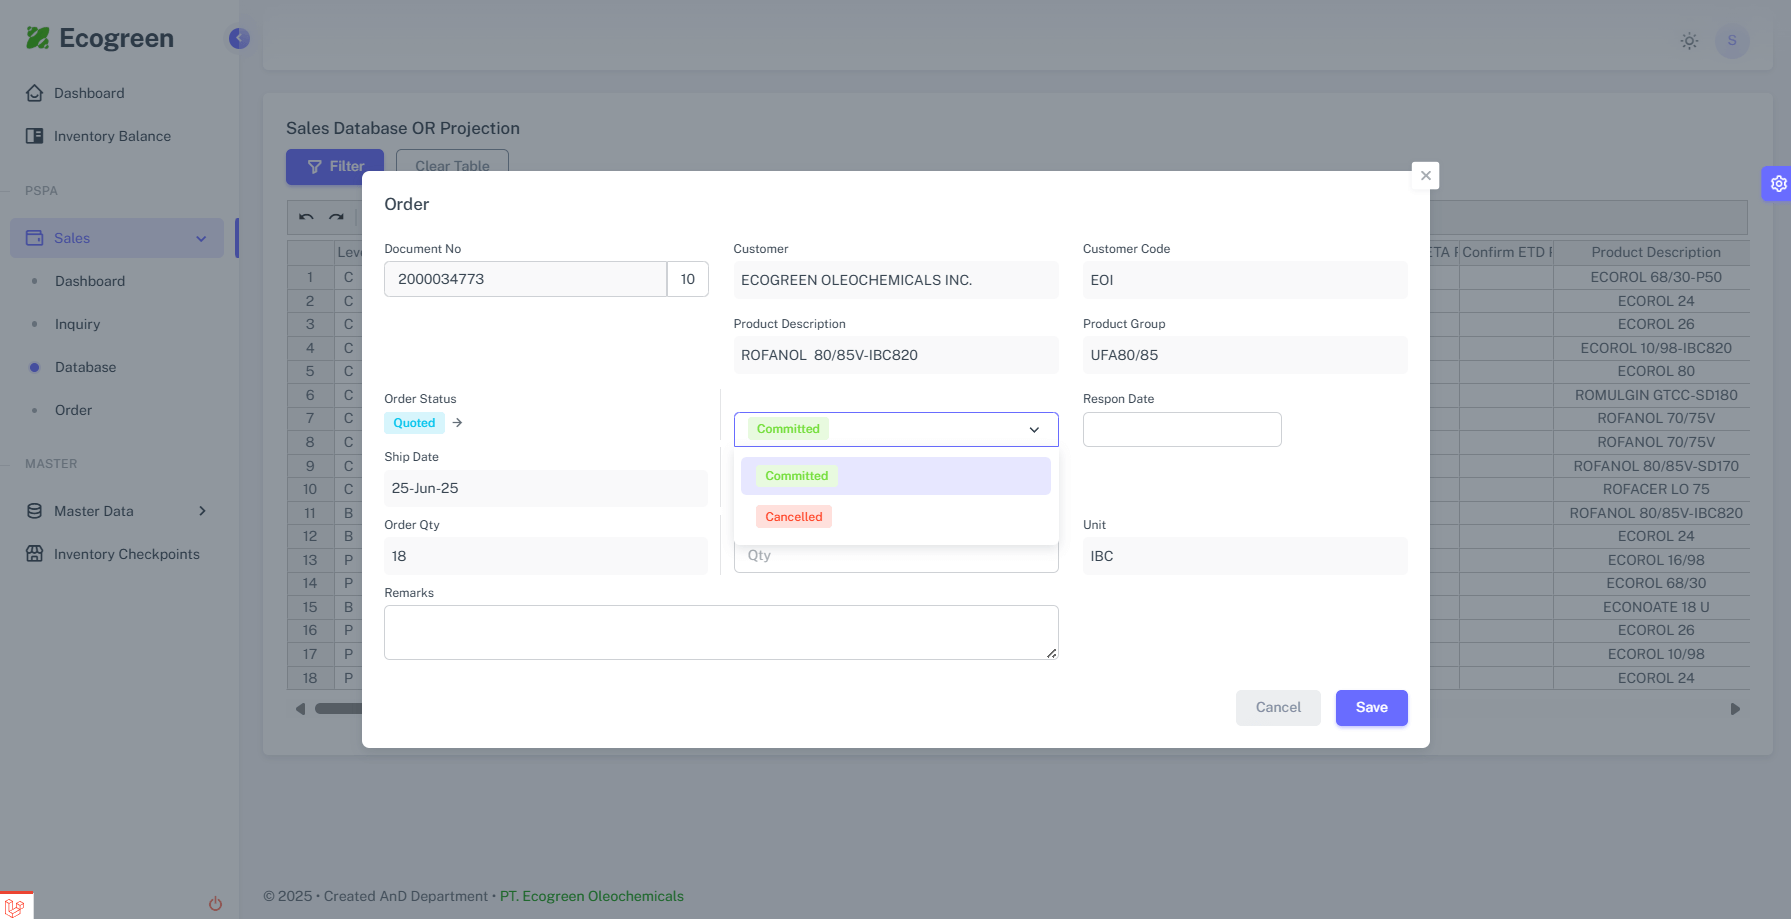 Ecogreen
S
Dashboard
Inventory Balance
PSPA
Sales
Dashboard
Inquiry
Database
Order
MASTER
Master Data
Inventory Checkpoints
Sales Database OR Projection
Filter
Clear Table
Confirm ETD
Product Description
1 C ECOROL 68/30-P50
2 C ECOROL 24
3 C ECOROL 26
4 C ECOROL 10/98-IBC820
5 C ECOROL 80
6 C ROMULGIN GTCC-SD180
7 C ROFANOL 70/75V
8 C ROFANOL 70/75V
9 C ROFANOL 80/85V-SD170
10 C ROFACER LO 75
11 B ROFANOL 80/85V-IBC820
12 B ECOROL 24
13 P ECOROL 16/98
14 P ECOROL 68/30
15 B ECONOATE 18 U
16 P ECOROL 26
17 P ECOROL 10/98
18 P ECOROL 24
Order
Document No
2000034773 10
Customer
ECOGREEN OLEOCHEMICALS INC.
Customer Code
EOI
Product Description
ROFANOL 80/85V-IBC820
Product Group
UFA80/85
Order Status
Quoted →
Committed
Committed
Cancelled
Respon Date
Ship Date
25-Jun-25
Order Qty
18
Qty
Unit
IBC
Remarks
Cancel
Save
© 2025 • Created AnD Department • PT. Ecogreen Oleochemicals